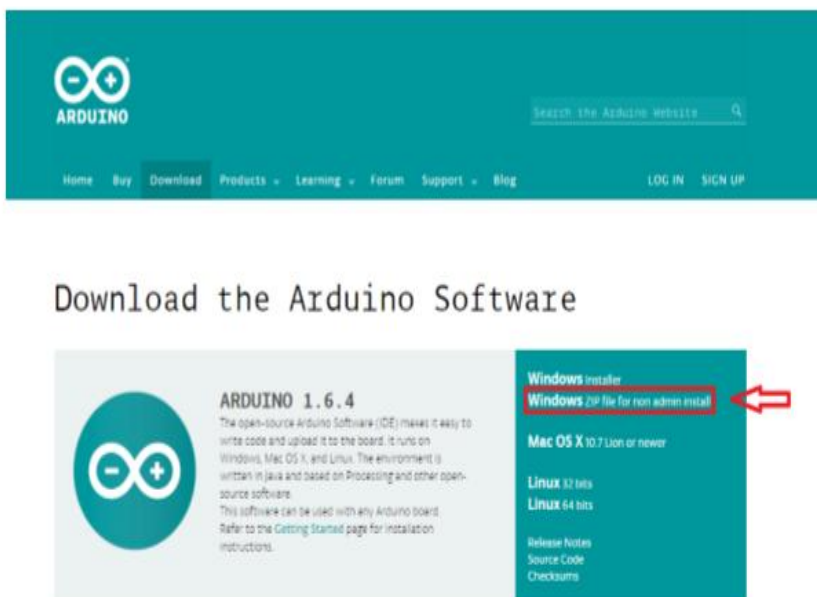 ARDUINO
Search the Arduino Website
Home Buy Download Products Learning Forum Support Blog LOG IN SIGN UP
Download the Arduino Software
ARDUINO 1.6.4
The open-source Arduino Software (IDE) makes it easy to
write code and upload it to the board. It runs on
Windows, Mac OS X, and Linux. The environment is
written in Java and based on Processing and other open-
source software.
This software can be used with any Arduino board.
Refer to the Getting Started page for installation
instructions.
Windows Installer
Windows ZIP file for non admin install
Mac OS X 10.7 Lion or newer
Linux 32 bits
Linux 64 bits
Release Notes
Source Code
Checksums